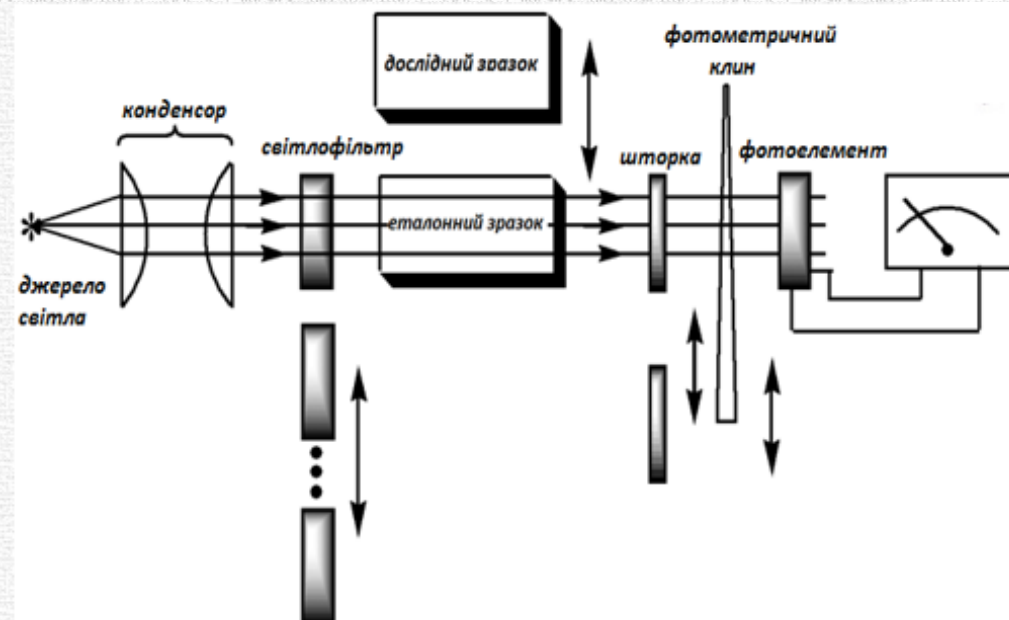 дослідний зразок
фотометричний
клин
конденсор
світлофільтр
шторка
фотоелемент
еталонний зразок
джерело
світла